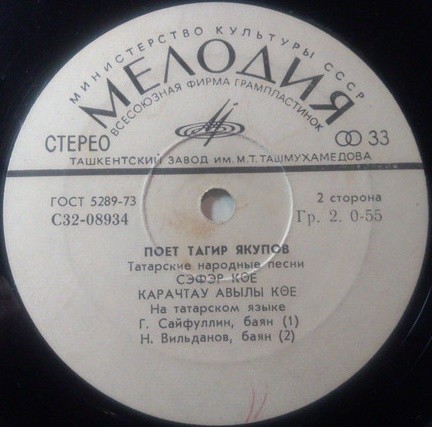 МИНИСТЕРСТВО КУЛЬТУРЫ СССР
МЕЛОДИЯ
ВСЕСОЮЗНАЯ ФИРМА ГРАМПЛАСТИНОК
СТЕРЕО
33
ТАШКЕНТСКИЙ ЗАВОД ИМ. М.Т. ТАШМУХАМЕДОВА
ГОСТ 5289-73
2 сторона
С32-08934
Гр. 2. 0-55
ПОЕТ ТАГИР ЯКУПОВ
Татарские народные песни
СЭФЭР КӨЕ
КАРАЧТАУ АВЫЛЫ КӨЕ
На татарском языке
Г. Сайфуллин, баян (1)
Н. Вильданов, баян (2)